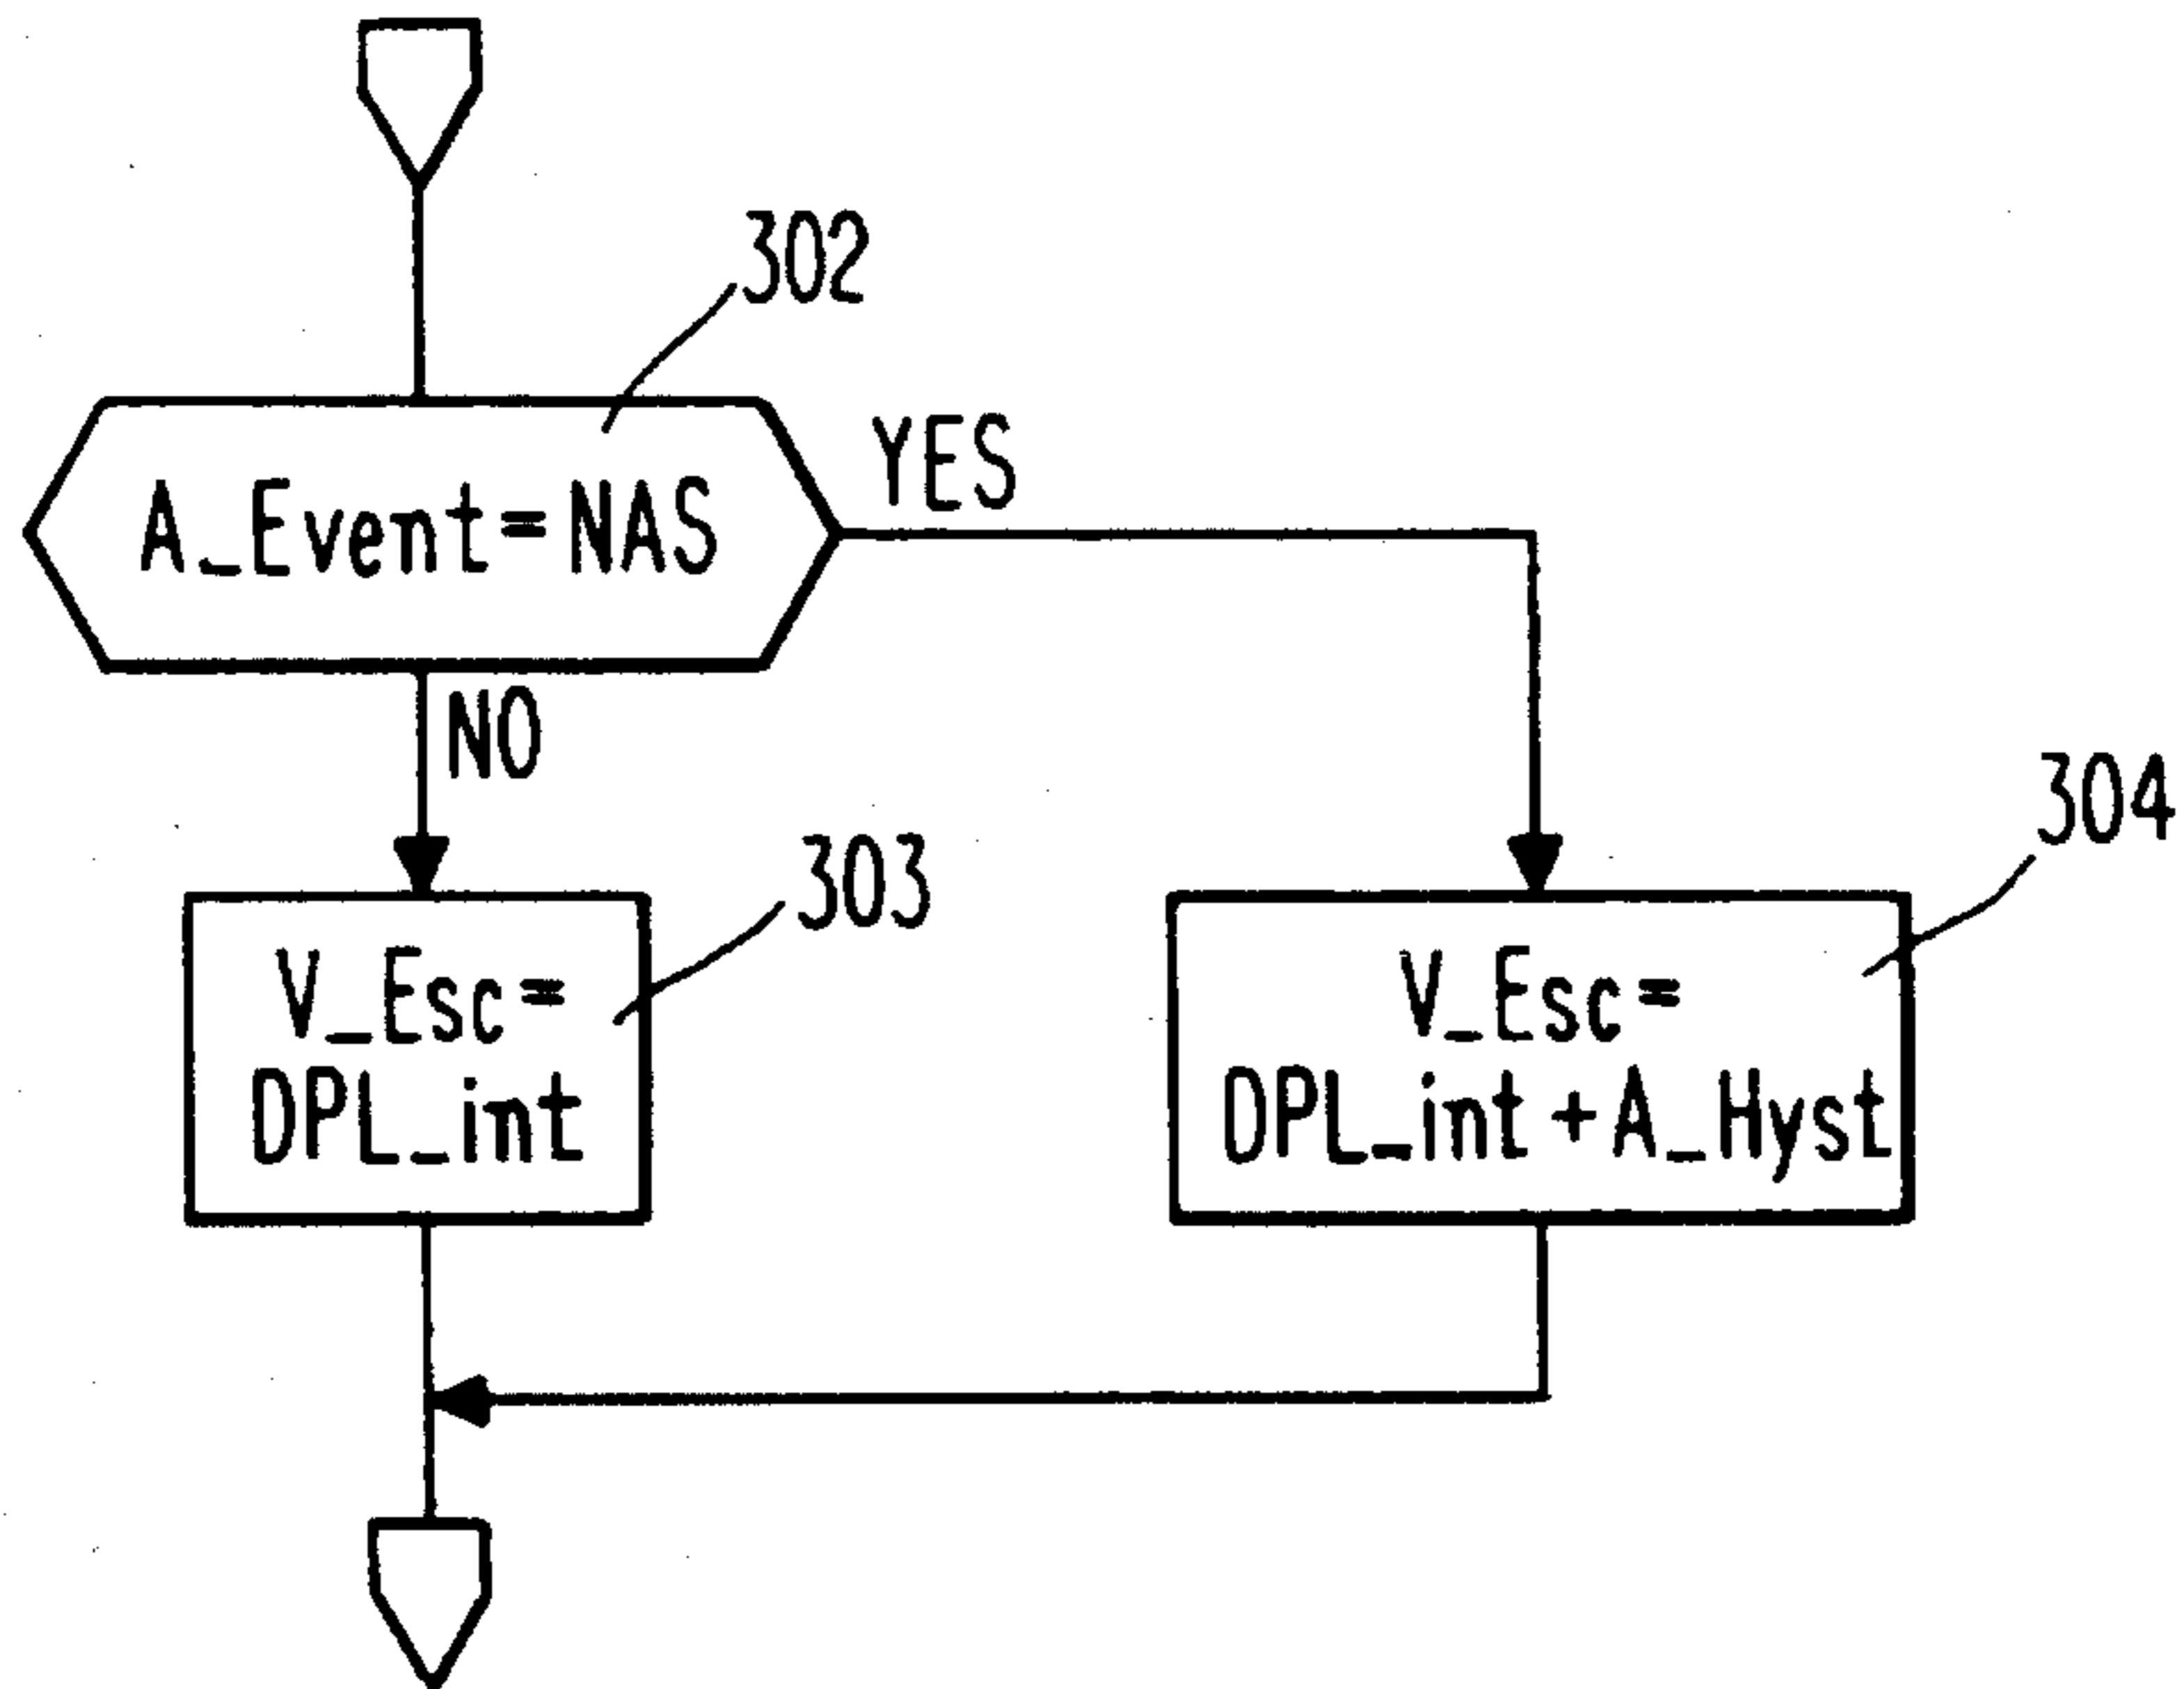 302
A_Event=NAS
YES
NO
303
304
V_Esc=
DPL_int
V_Esc=
DPL_int + A_Hyst